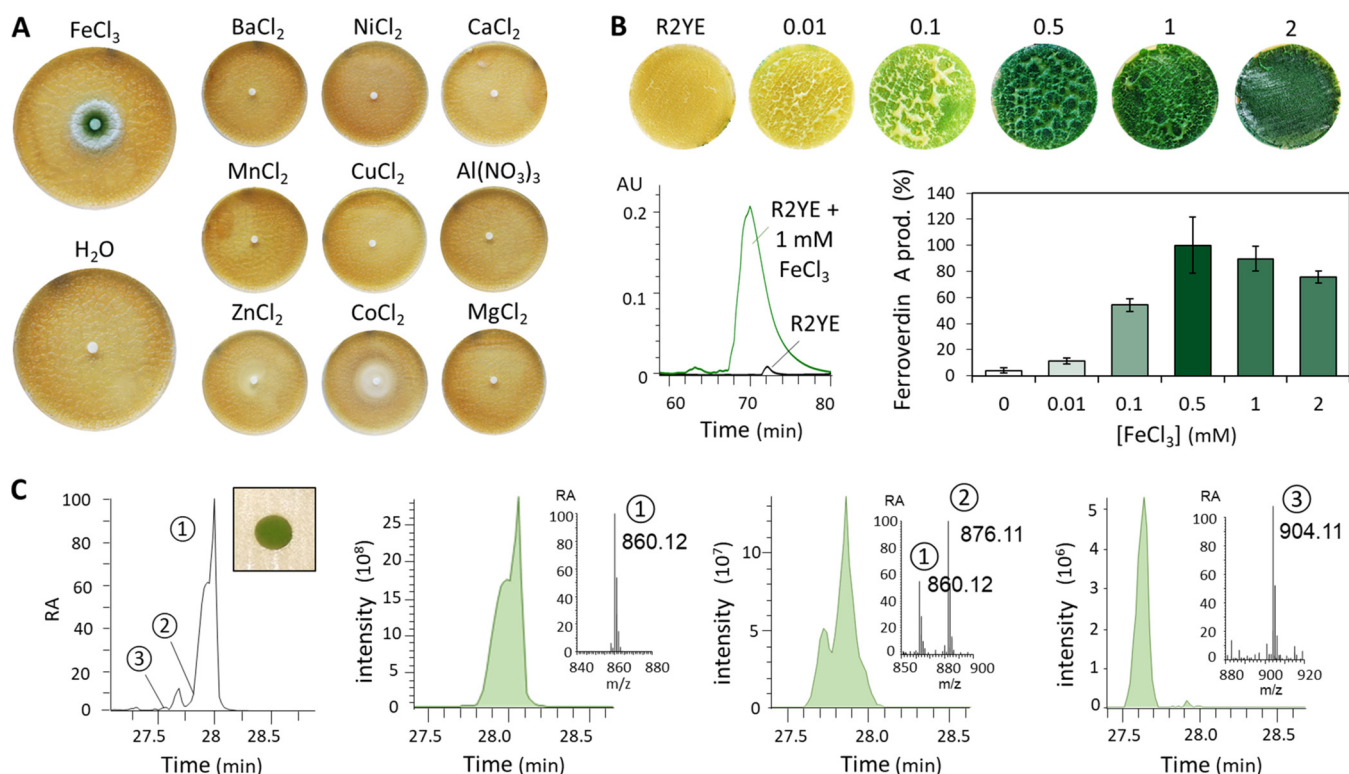 A
FeCl3
BaCl2
NiCl2
CaCl2
H2O
MnCl2
CuCl2
Al(NO3)3
ZnCl2
CoCl2
MgCl2
B
R2YE
0.01
0.1
0.5
1
2
AU
0.2
0.1
0
R2YE +
1 mM
FeCl3
R2YE
60
70
80
Time (min)
Ferroverdin A prod. (%)
140
120
100
80
60
40
20
0
0
0.01
0.1
0.5
1
2
[FeCl3] (mM)
C
RA
100
80
60
40
20
0
1
2
3
27.5
28
28.5
Time (min)
intensity (10^8)
25
20
15
10
5
0
27.5
28.0
28.5
Time (min)
RA
100
80
60
40
20
0
1
860.12
840
860
880
m/z
intensity (10^7)
10
5
0
27.5
28.0
28.5
Time (min)
RA
100
80
60
40
20
0
1
860.12
2
876.11
850
880
900
m/z
intensity (10^6)
5
4
3
2
1
0
27.5
28.0
28.5
Time (min)
RA
100
80
60
40
20
0
3
904.11
880
900
920
m/z